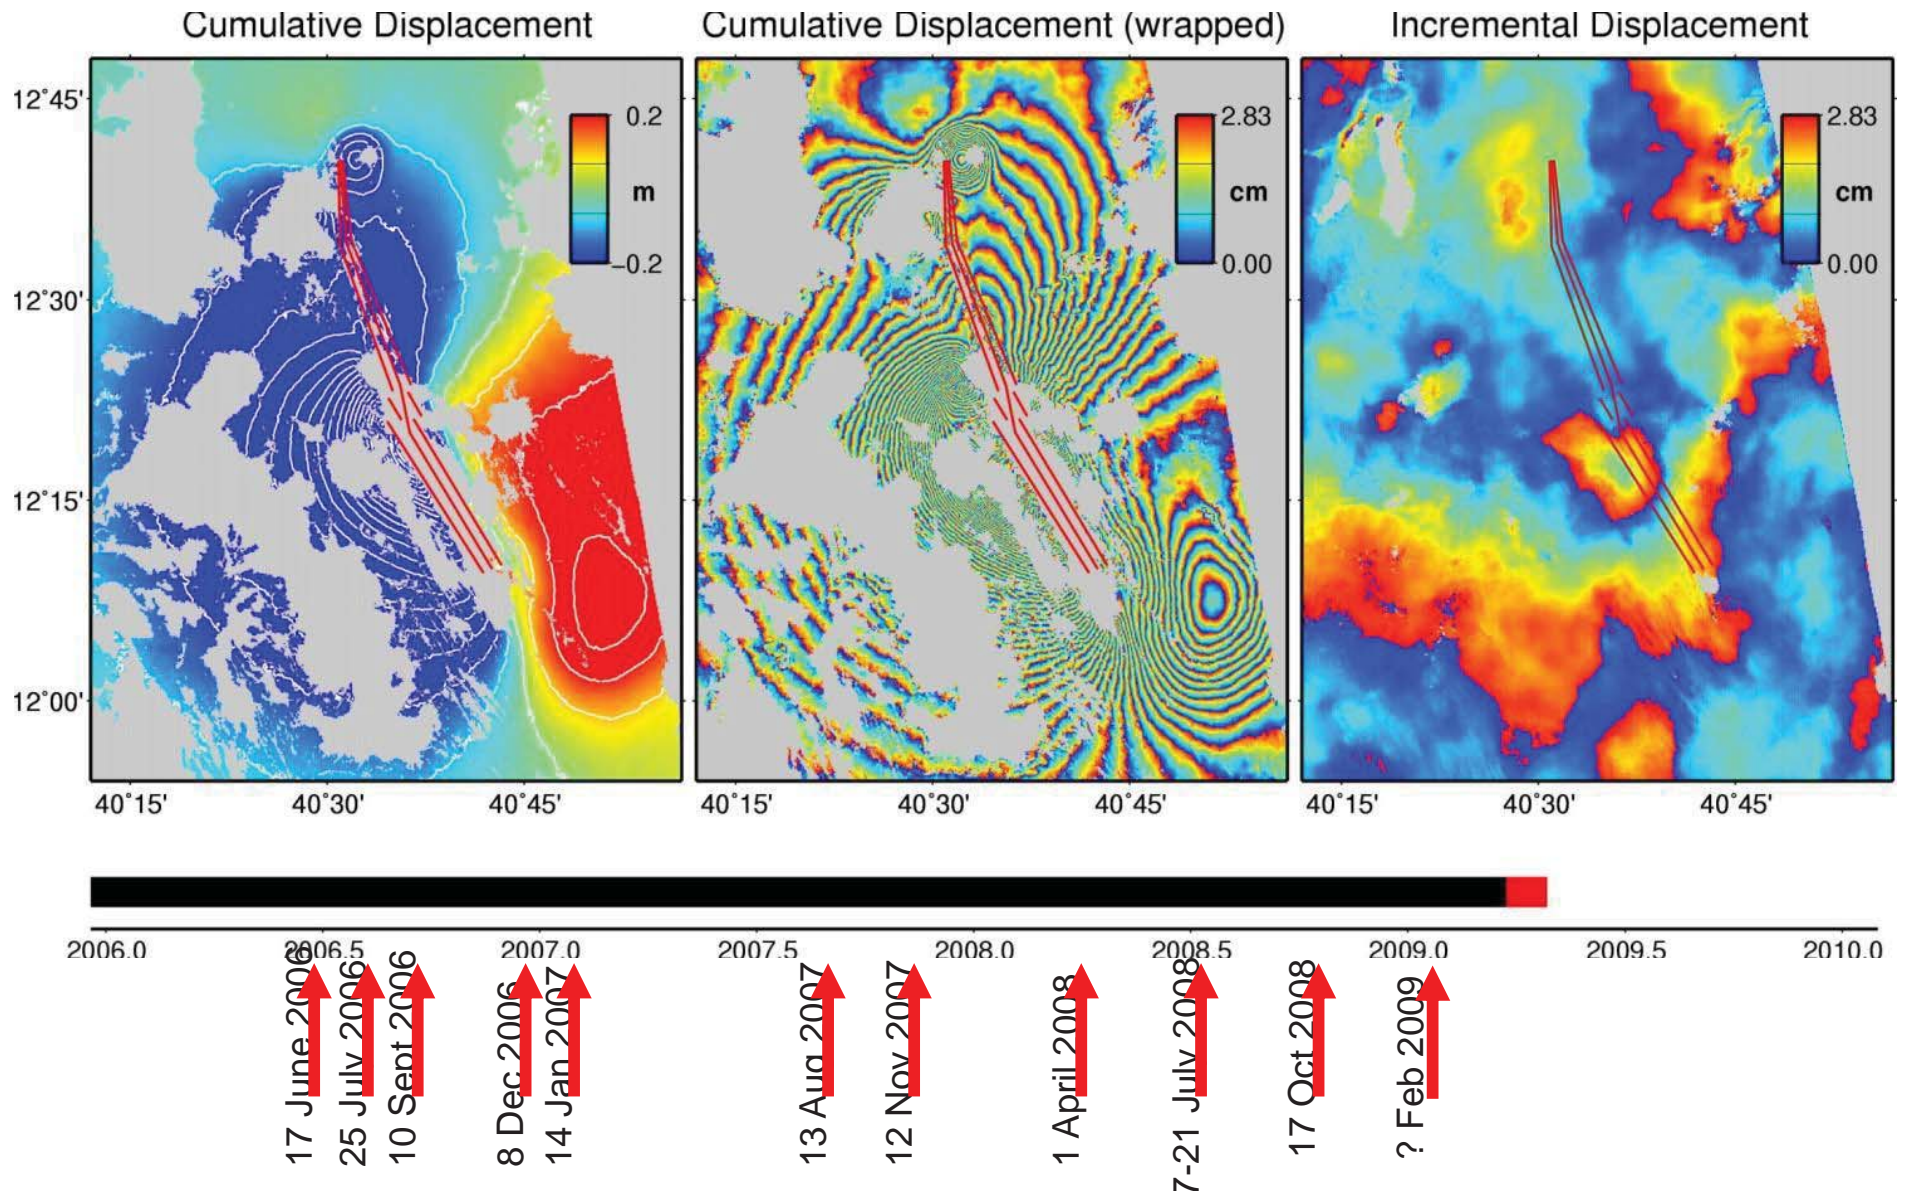 Cumulative Displacement
Cumulative Displacement (wrapped)
Incremental Displacement
12°45'
12°30'
12°15'
12°00'
0.2
m
−0.2
2.83
cm
0.00
2.83
cm
0.00
40°15'
40°30'
40°45'
40°15'
40°30'
40°45'
40°15'
40°30'
40°45'
2006.0
2006.5
2007.0
2007.5
2008.0
2008.5
2009.0
2009.5
2010.0
17 June 2006
25 July 2006
10 Sept 2006
8 Dec 2006
14 Jan 2007
13 Aug 2007
12 Nov 2007
1 April 2008
7-21 July 2008
17 Oct 2008
? Feb 2009